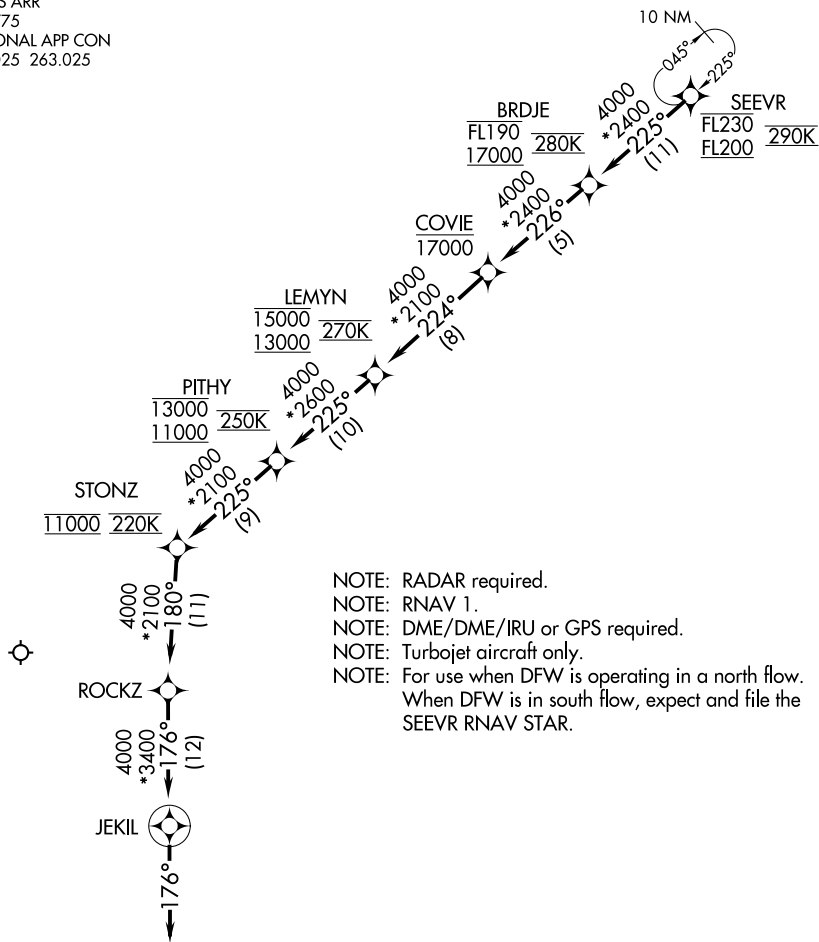 S ARR
775
ONAL APP CON
025 263.025
10 NM
045°
225°
SEEVR
FL230
FL200
290K
4000
*2400
225°
(11)
BRDJE
FL190
17000
280K
4000
*2400
226°
(5)
COVIE
17000
4000
*2100
224°
(8)
LEMYN
15000
13000
270K
4000
*2600
225°
(10)
PITHY
13000
11000
250K
4000
*2100
225°
(9)
STONZ
11000 220K
4000
*2100
180°
(11)
NOTE: RADAR required.
NOTE: RNAV 1.
NOTE: DME/DME/IRU or GPS required.
NOTE: Turbojet aircraft only.
NOTE: For use when DFW is operating in a north flow.
When DFW is in south flow, expect and file the
SEEVR RNAV STAR.
ROCKZ
4000
*3400
176°
(12)
JEKIL
176°